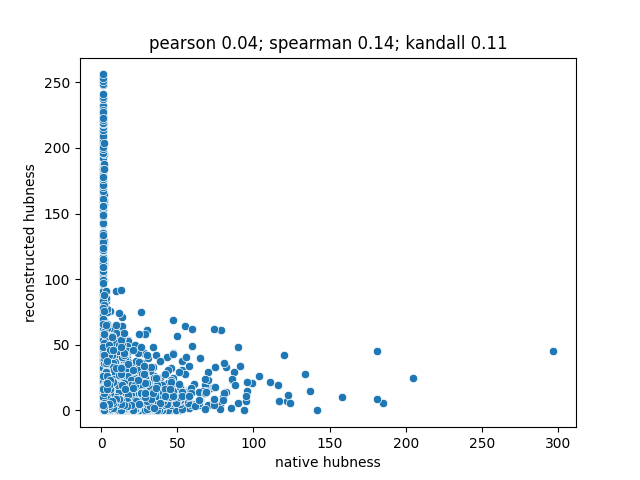 pearson 0.04; spearman 0.14; kandall 0.11
250
200
150
100
50
0
reconstructed hubness
0 50 100 150 200 250 300
native hubness